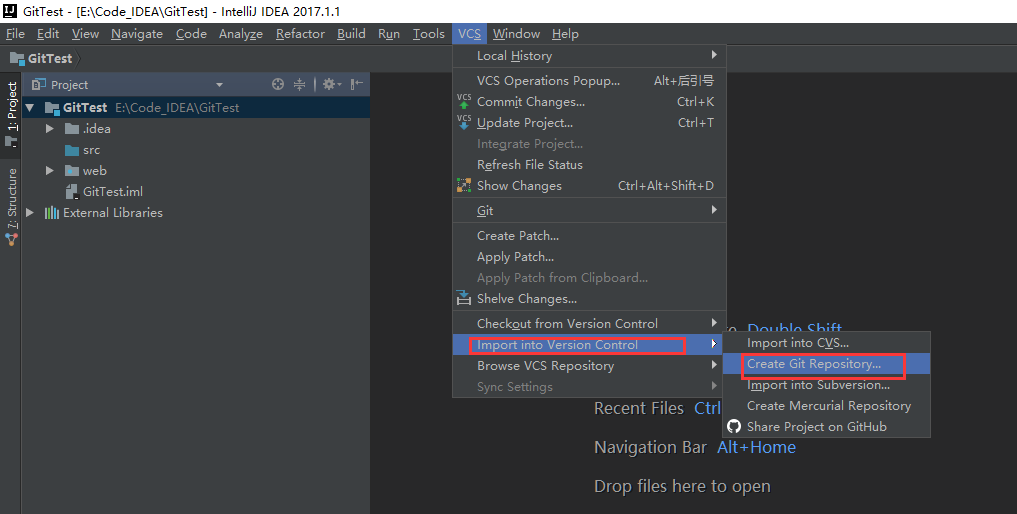 GitTest - [E:\Code_IDEA\GitTest] - IntelliJ IDEA 2017.1.1
File Edit View Navigate Code Analyze Refactor Build Run Tools VCS Window Help
GitTest
Project
1: Project
7: Structure
GitTest E:\Code_IDEA\GitTest
.idea
src
web
GitTest.iml
External Libraries
Local History
VCS Operations Popup... Alt+后引号
Commit Changes... Ctrl+K
Update Project... Ctrl+T
Integrate Project...
Refresh File Status
Show Changes Ctrl+Alt+Shift+D
Git
Create Patch...
Apply Patch...
Apply Patch from Clipboard...
Shelve Changes...
Checkout from Version Control
Import into Version Control
Browse VCS Repository
Sync Settings
Import into CVS...
Create Git Repository...
Import into Subversion...
Create Mercurial Repository
Share Project on GitHub
Double Shift
Recent Files Ctrl
Navigation Bar Alt+Home
Drop files here to open